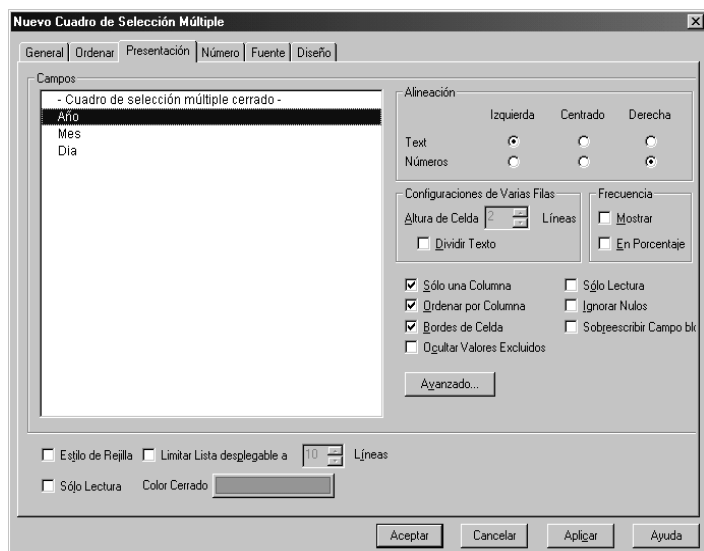 Nuevo Cuadro de Selección Múltiple
General Ordenar Presentación Número Fuente Diseño
Campos
- Cuadro de selección múltiple cerrado -
Año
Mes
Dia
Alineación
Izquierda Centrado Derecha
Text
Números
Configuraciones de Varias Filas
Altura de Celda 2 Líneas
Dividir Texto
Frecuencia
Mostrar
En Porcentaje
Sólo una Columna
Ordenar por Columna
Bordes de Celda
Ocultar Valores Excluidos
Sólo Lectura
Ignorar Nulos
Sobreescribir Campo
Avanzado...
Estilo de Rejilla Limitar Lista desplegable a 10 Líneas
Sólo Lectura Color Cerrado
Aceptar Cancelar Aplicar Ayuda